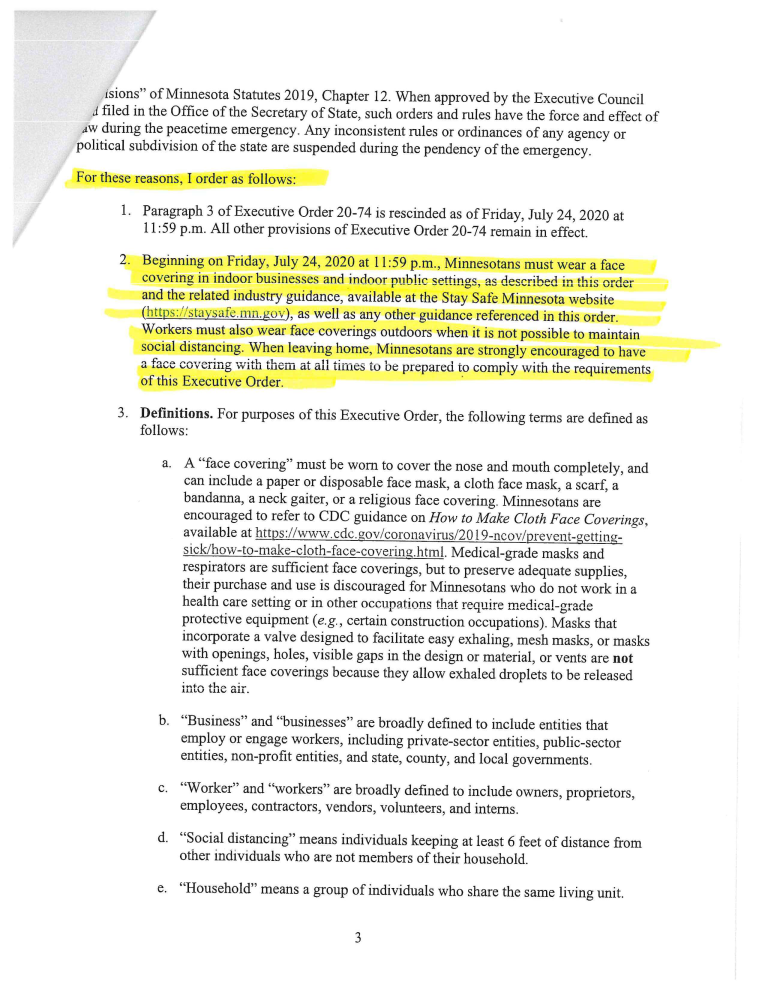 isions” of Minnesota Statutes 2019, Chapter 12. When approved by the Executive Council
filed in the Office of the Secretary of State, such orders and rules have the force and effect of
aw during the peacetime emergency. Any inconsistent rules or ordinances of any agency or
political subdivision of the state are suspended during the pendency of the emergency.
For these reasons, I order as follows:
1. Paragraph 3 of Executive Order 20-74 is rescinded as of Friday, July 24, 2020 at
11:59 p.m. All other provisions of Executive Order 20-74 remain in effect.
2. Beginning on Friday, July 24, 2020 at 11:59 p.m., Minnesotans must wear a face
covering in indoor businesses and indoor public settings, as described in this order
and the related industry guidance, available at the Stay Safe Minnesota website
(https://staysafe.mn.gov), as well as any other guidance referenced in this order.
Workers must also wear face coverings outdoors when it is not possible to maintain
social distancing. When leaving home, Minnesotans are strongly encouraged to have
a face covering with them at all times to be prepared to comply with the requirements
of this Executive Order.
3. Definitions. For purposes of this Executive Order, the following terms are defined as
follows:
a. A “face covering” must be worn to cover the nose and mouth completely, and
can include a paper or disposable face mask, a cloth face mask, a scarf, a
bandanna, a neck gaiter, or a religious face covering. Minnesotans are
encouraged to refer to CDC guidance on How to Make Cloth Face Coverings,
available at https://www.cdc.gov/coronavirus/2019-ncov/prevent-getting-
sick/how-to-make-cloth-face-covering.html. Medical-grade masks and
respirators are sufficient face coverings, but to preserve adequate supplies,
their purchase and use is discouraged for Minnesotans who do not work in a
health care setting or in other occupations that require medical-grade
protective equipment (e.g., certain construction occupations). Masks that
incorporate a valve designed to facilitate easy exhaling, mesh masks, or masks
with openings, holes, visible gaps in the design or material, or vents are not
sufficient face coverings because they allow exhaled droplets to be released
into the air.
b. “Business” and “businesses” are broadly defined to include entities that
employ or engage workers, including private-sector entities, public-sector
entities, non-profit entities, and state, county, and local governments.
c. “Worker” and “workers” are broadly defined to include owners, proprietors,
employees, contractors, vendors, volunteers, and interns.
d. “Social distancing” means individuals keeping at least 6 feet of distance from
other individuals who are not members of their household.
e. “Household” means a group of individuals who share the same living unit.
3